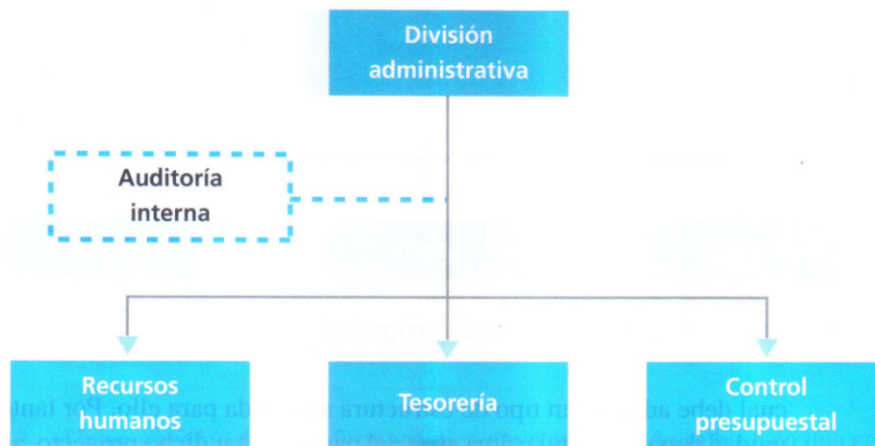 División
administrativa
Auditoría
interna
Recursos
humanos
Tesorería
Control
presupuestal